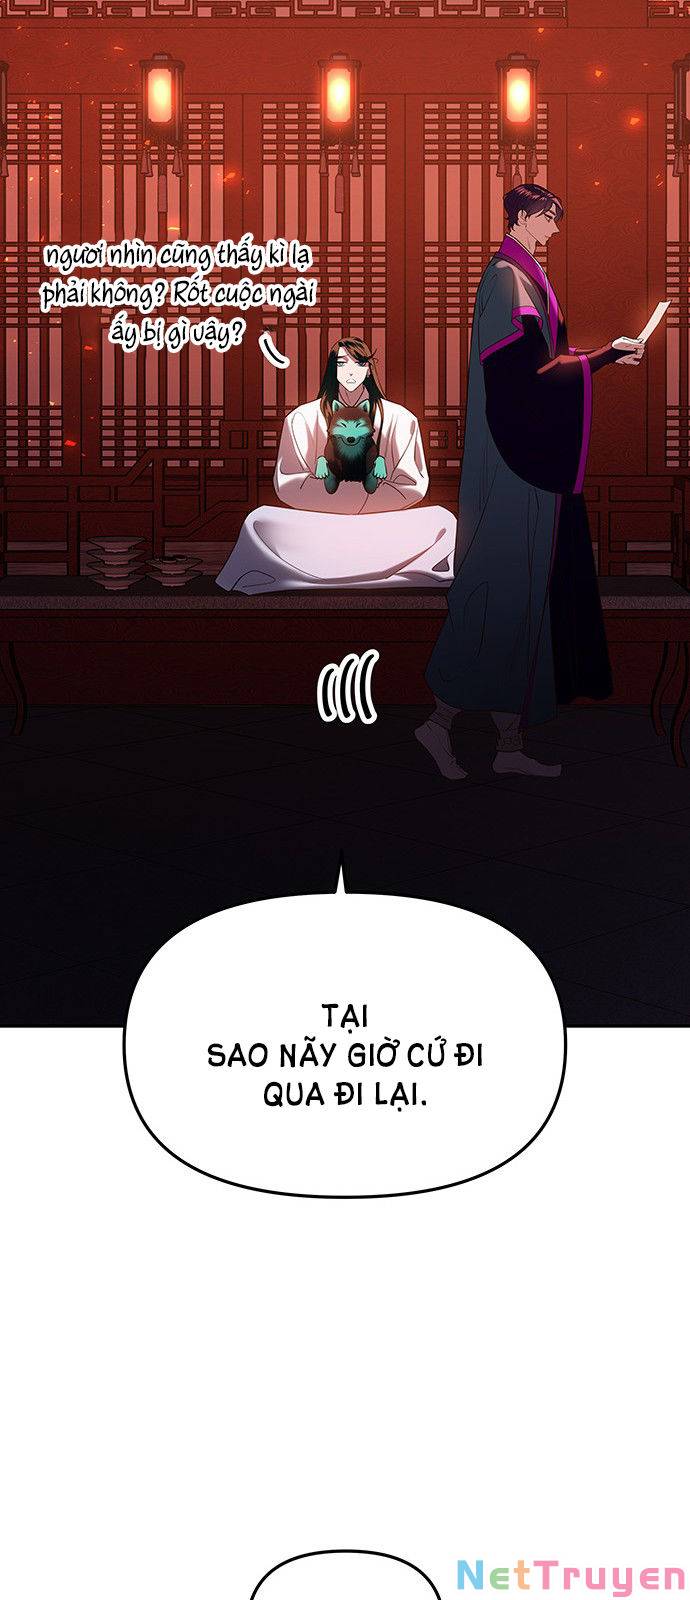 ngươi nhìn cũng thấy kì lạ
phải không? Rốt cuộc ngài
ấy bị gì vậy?
TẠI
SAO NÃY GIỜ CỨ ĐI
QUA ĐI LẠI.
NetTruyen